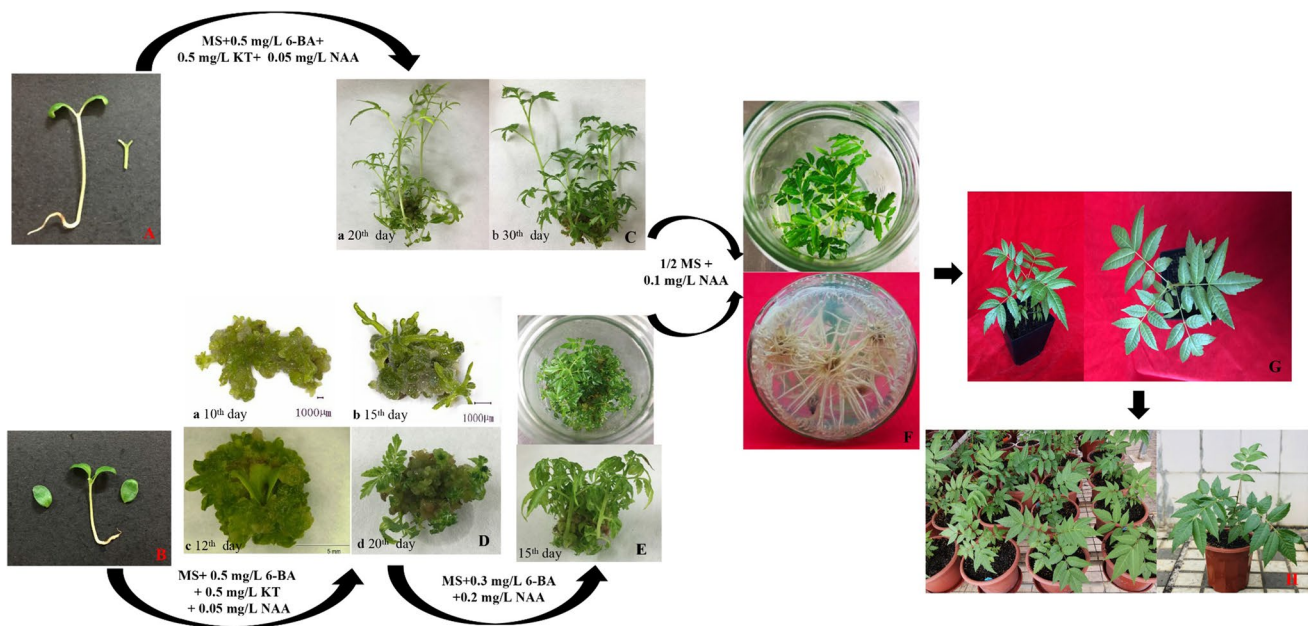 MS+0.5 mg/L 6-BA+
0.5 mg/L KT+ 0.05 mg/L NAA
A
a 20th day
b 30th day
C
1/2 MS +
0.1 mg/L NAA
F
G
a 10th day
1000μm
b 15th day
1000μm
B
c 12th day
5 mm
d 20th day
D
15th day
E
H
MS+ 0.5 mg/L 6-BA
+ 0.5 mg/L KT
+ 0.05 mg/L NAA
MS+0.3 mg/L 6-BA
+0.2 mg/L NAA